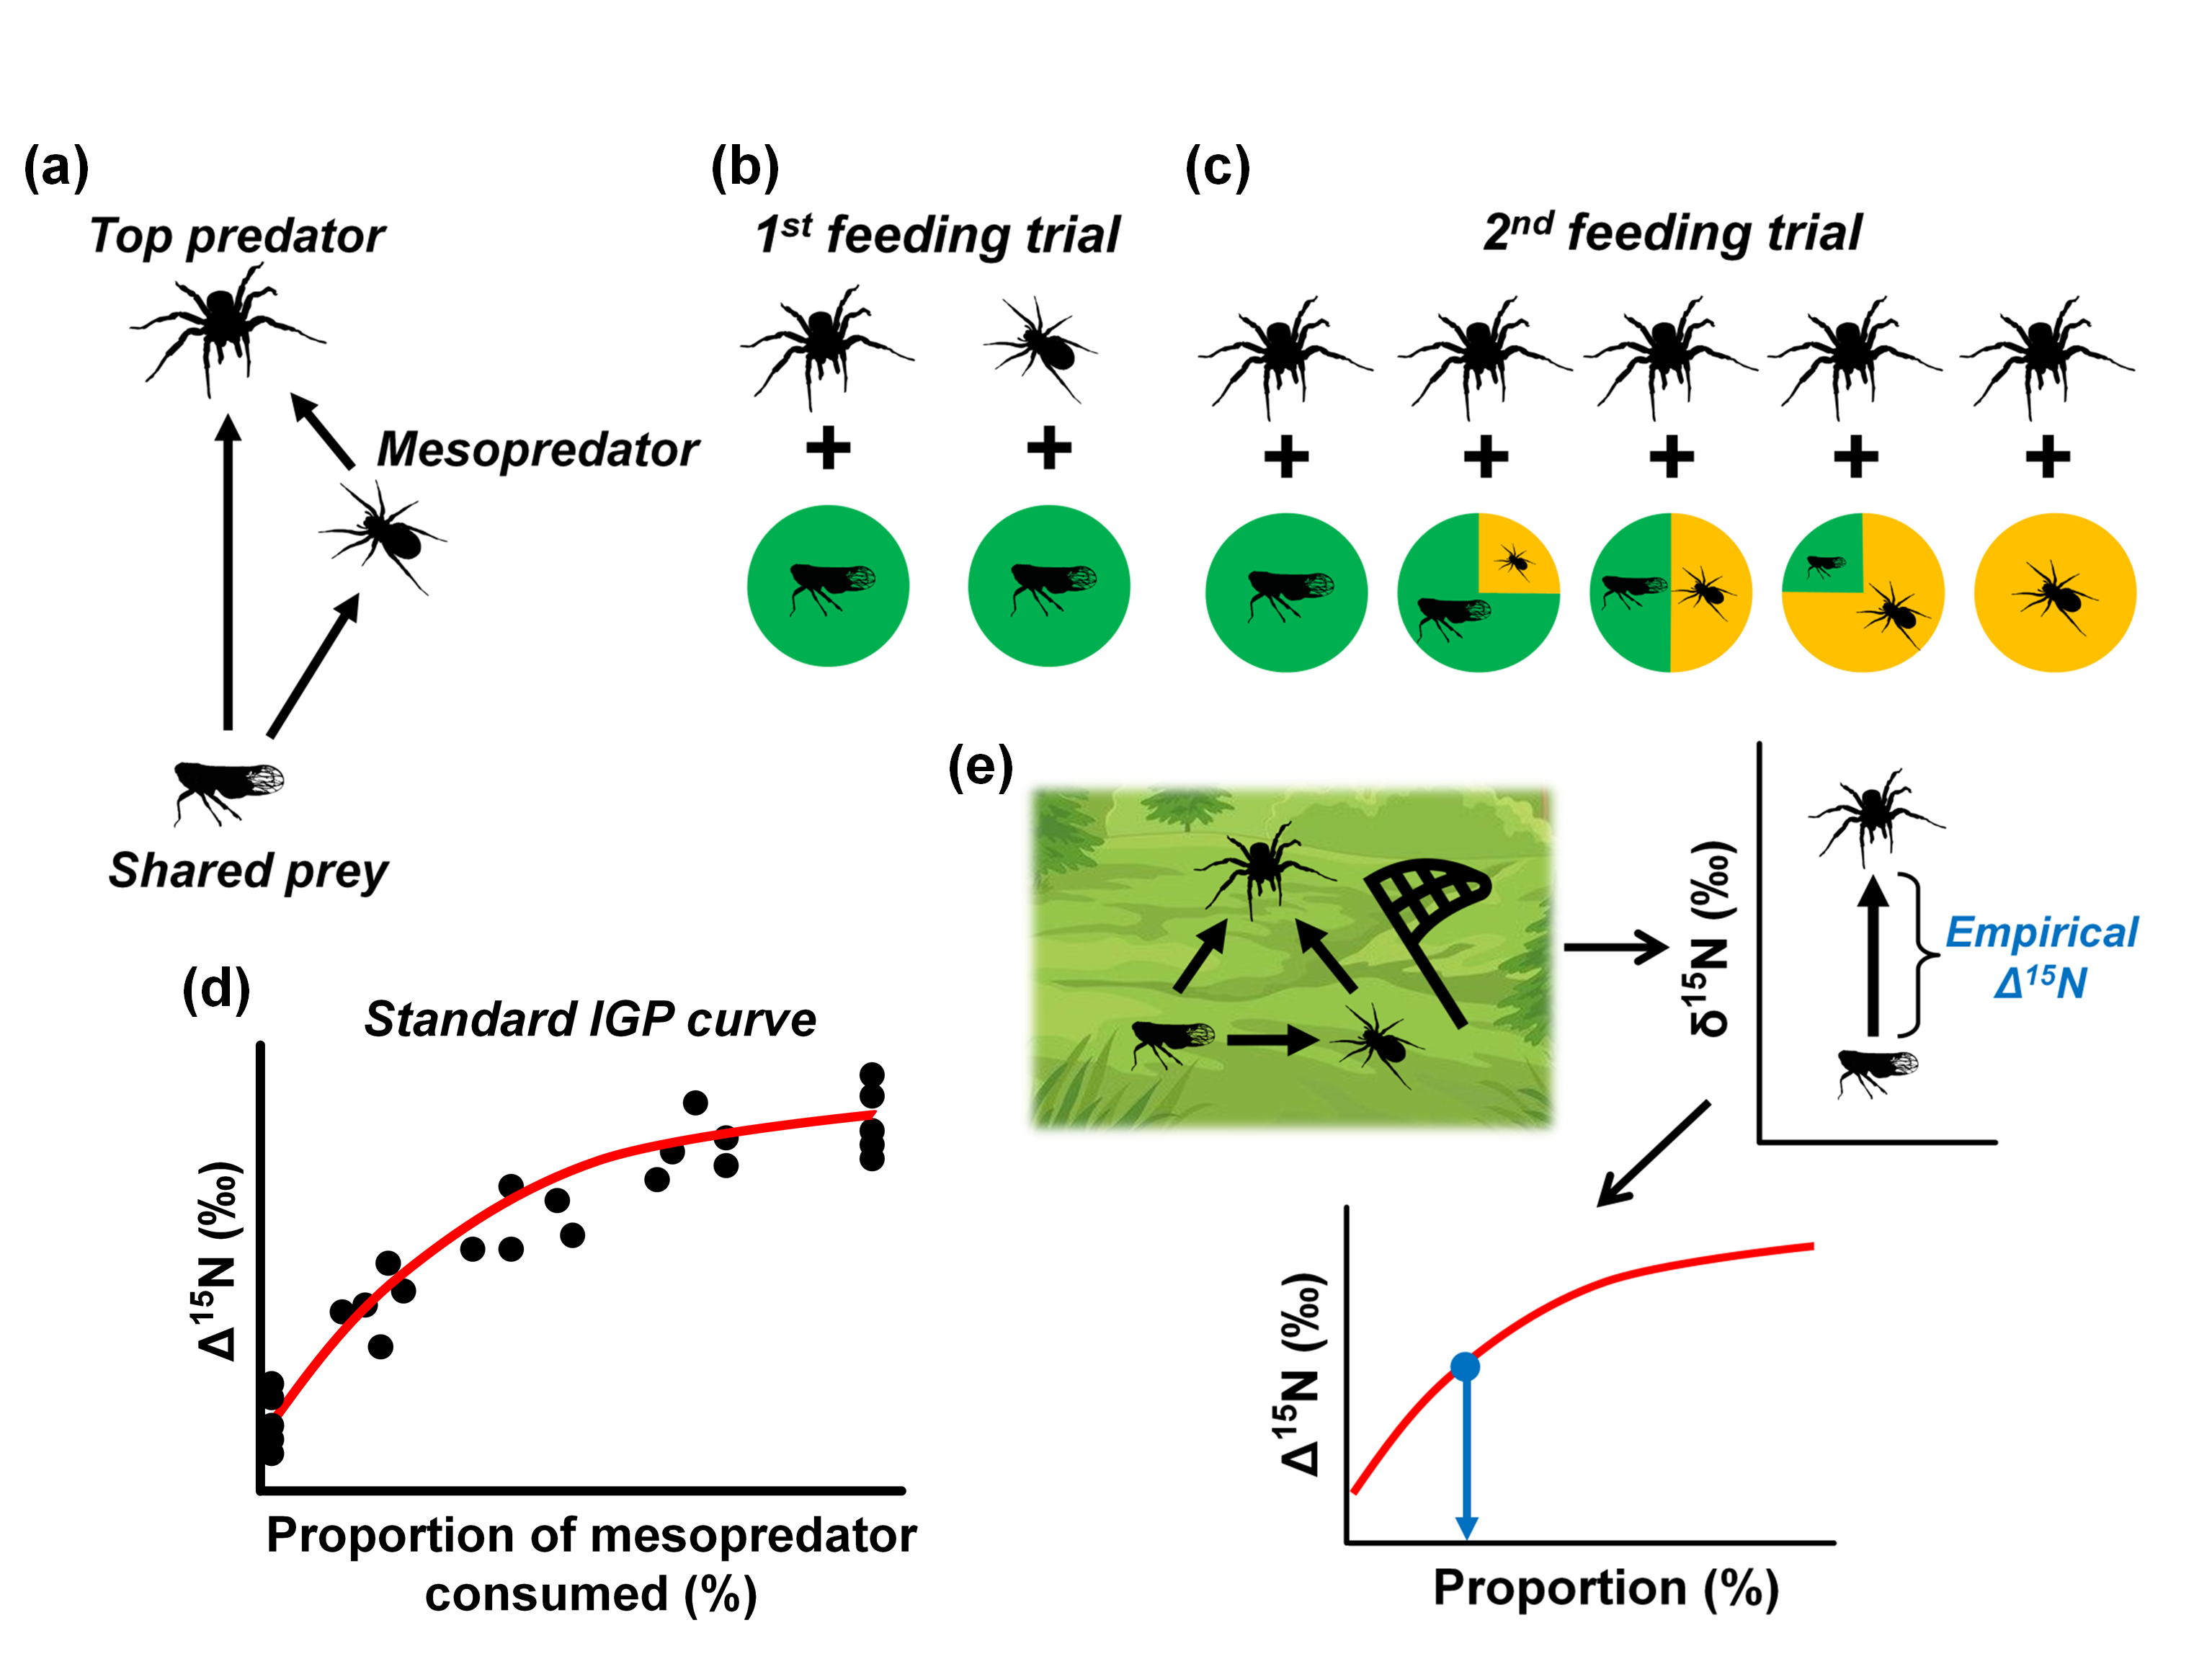 (a)
Top predator
Mesopredator
Shared prey
(b)
1st feeding trial
+
+
(c)
2nd feeding trial
+
+
+
+
+
(d)
Standard IGP curve
Δ15N (‰)
Proportion of mesopredator
consumed (%)
(e)
δ15N (‰)
Empirical
Δ15N
Δ15N (‰)
Proportion (%)